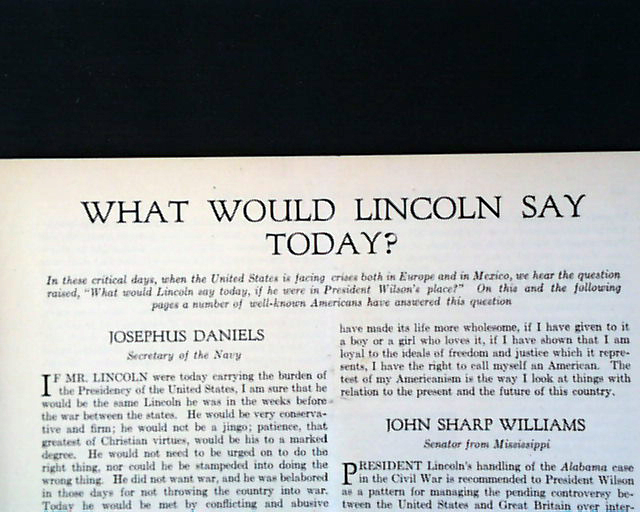 WHAT WOULD LINCOLN SAY
TODAY?
In these critical days, when the United States is facing crises both in Europe and in Mexico, we hear the question
raised, "What would Lincoln say today, if he were in President Wilson's place?" On this and the following
pages a number of well-known Americans have answered this question
JOSEPHUS DANIELS
Secretary of the Navy
IF MR. LINCOLN were today carrying the burden of
the Presidency of the United States, I am sure that he
would be the same Lincoln he was in the weeks before
the war between the states. He would be very conserva-
tive and firm; he would not be a jingo; patience, that
greatest of Christian virtues, would be his to a marked
degree. He would not need to be urged on to do the
right thing, nor could he be stampeded into doing the
wrong thing. He did not want war, and he was belabored
in those days for not throwing the country into war.
Today he would be met by conflicting and abusive
have made its life more wholesome, if I have given to it
a boy or a girl who loves it, if I have shown that I am
loyal to the ideals of freedom and justice which it repre-
sents, I have the right to call myself an American. The
test of my Americanism is the way I look at things with
relation to the present and the future of this country.
JOHN SHARP WILLIAMS
Senator from Mississippi
PRESIDENT Lincoln's handling of the Alabama case
in the Civil War is recommended to President Wilson
as a pattern for managing the pending controversy be-
tween the United States and Great Britain over inter-